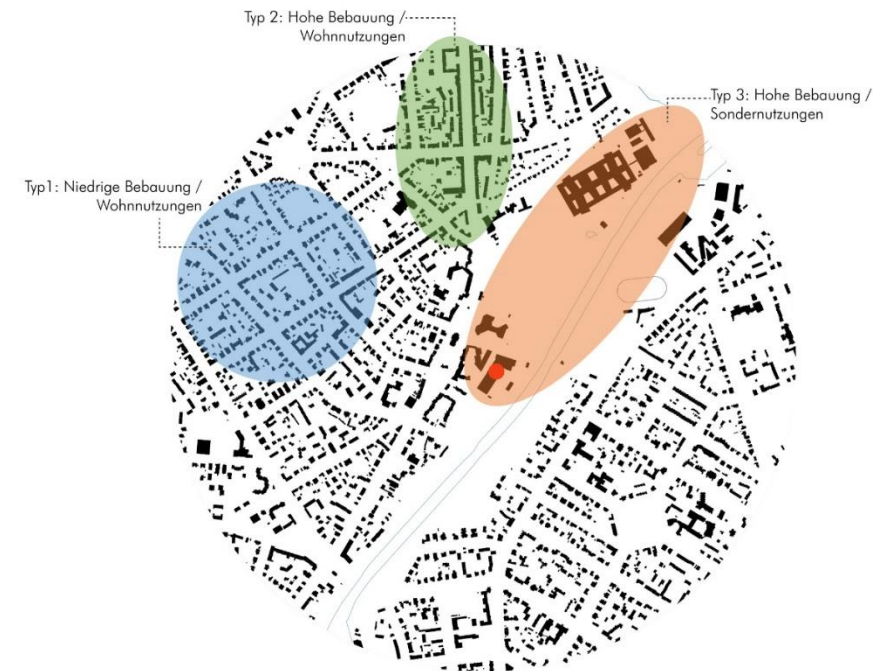 Typ 2: Hohe Bebauung /
Wohnnutzungen
Typ 3: Hohe Bebauung /
Sondernutzungen
Typ1: Niedrige Bebauung /
Wohnnutzungen